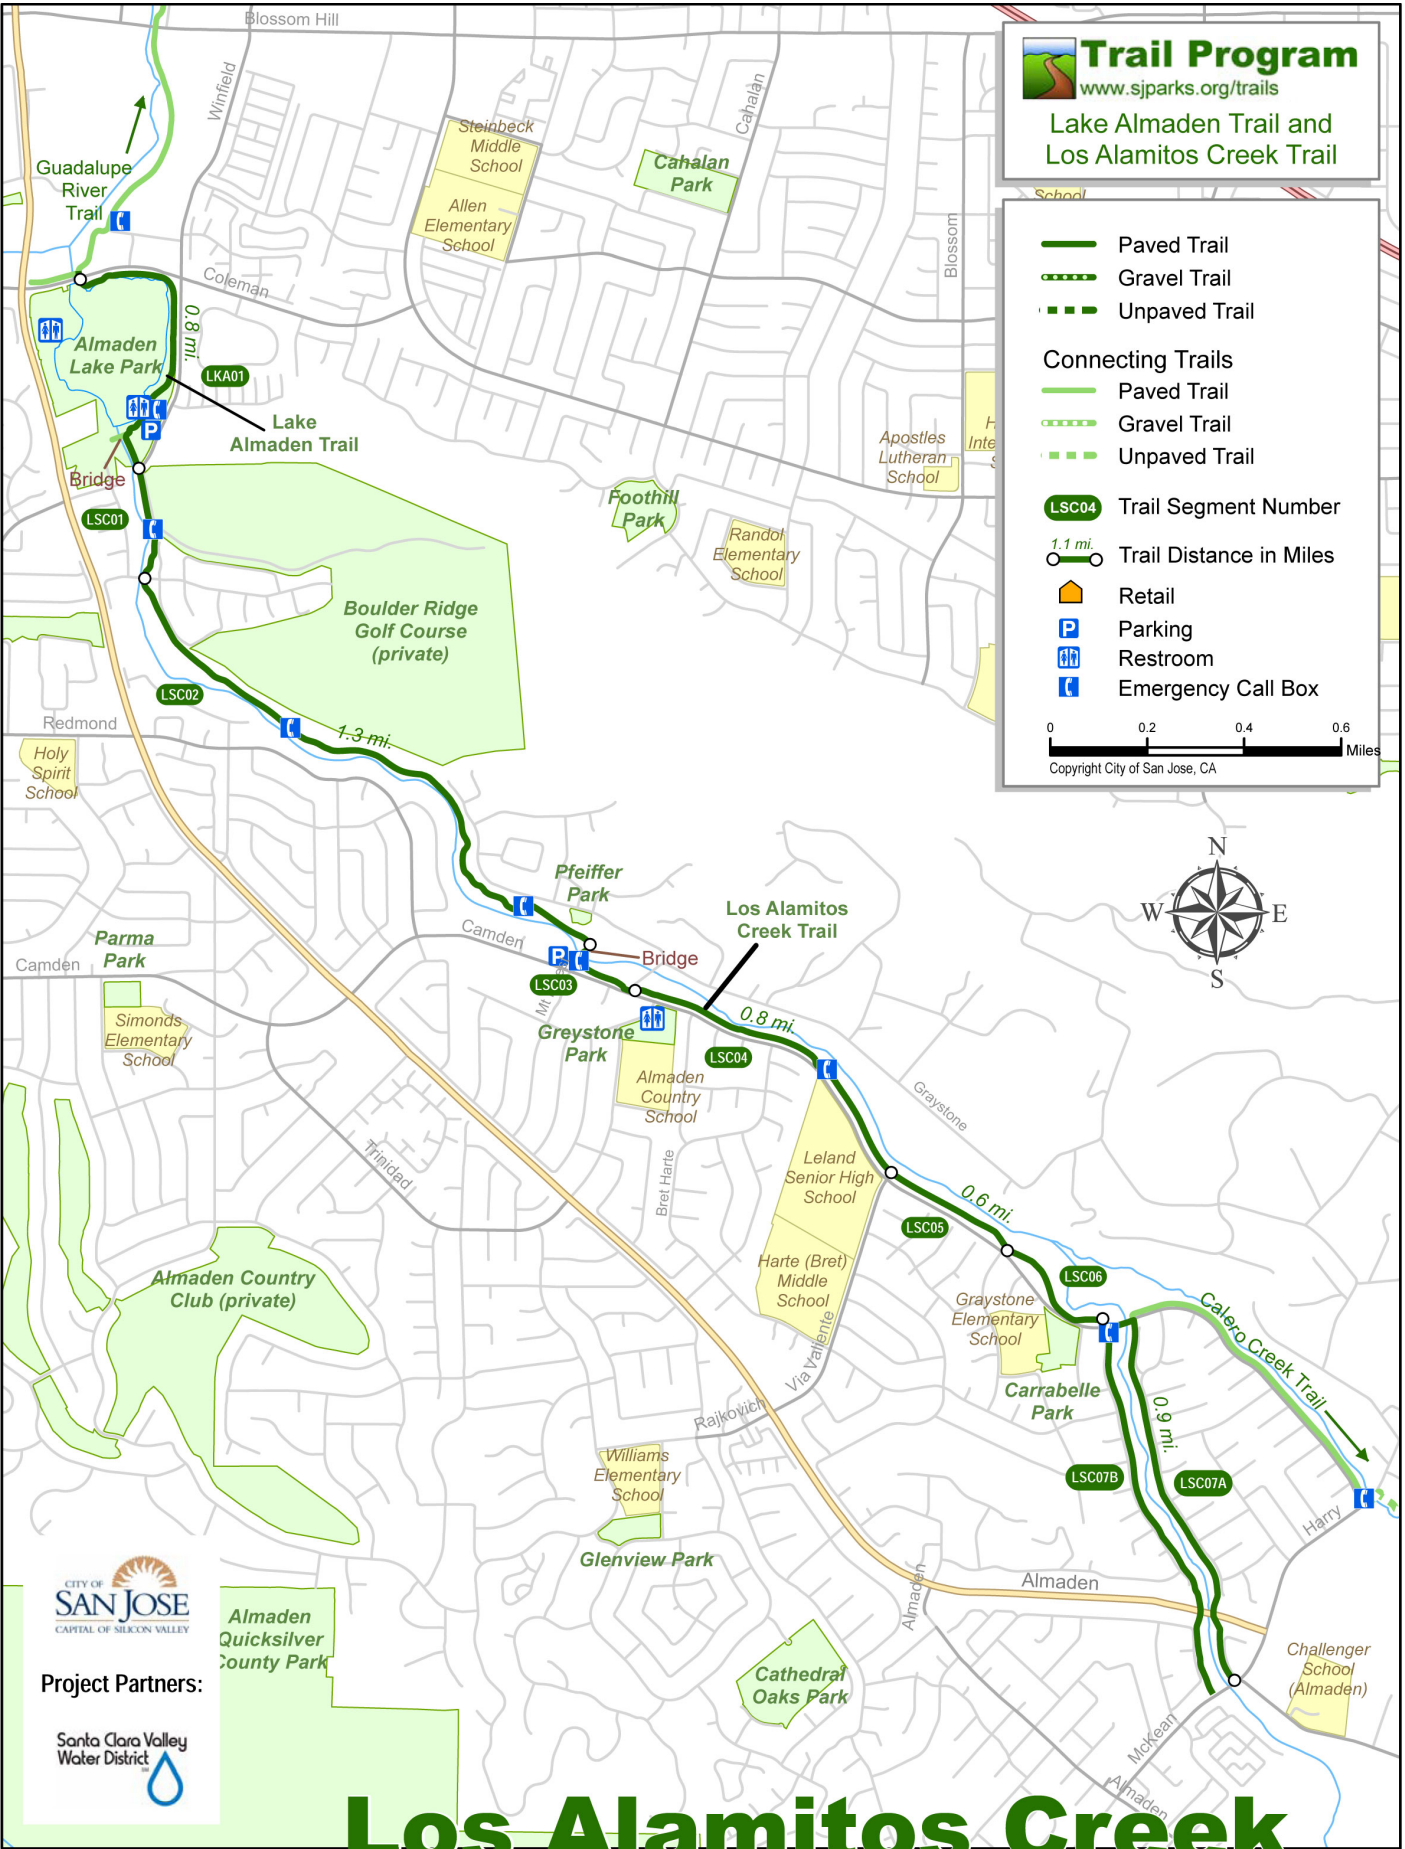 Blossom Hill
Winfield
Cahalan
Trail Program
www.sjparks.org/trails
Lake Almaden Trail and
Los Alamitos Creek Trail
Steinbeck
Middle
School
Allen
Elementary
School
Cahalan
Park
Guadalupe
River
Trail
School
Blossom
Paved Trail
Gravel Trail
Unpaved Trail
Connecting Trails
Paved Trail
Gravel Trail
Unpaved Trail
LSC04
Trail Segment Number
1.1 mi.
Trail Distance in Miles
Retail
P
Parking
Restroom
Emergency Call Box
0
0.2
0.4
0.6
Miles
Copyright City of San Jose, CA
Coleman
0.8 mi.
Almaden
Lake Park
LKA01
Lake
Almaden Trail
P
Bridge
LSC01
Apostles
Lutheran
School
H
Inte
S
Foothill
Park
Randol
Elementary
School
Boulder Ridge
Golf Course
(private)
LSC02
Redmond
1.3 mi.
Holy
Spirit
School
N
W
E
S
Pfeiffer
Park
Los Alamitos
Creek Trail
Camden
Parma
Park
Camden
Bridge
P
LSC03
Simonds
Elementary
School
Greystone
Park
0.8 mi.
LSC04
Almaden
Country
School
Graystone
Trinidad
Bret Harte
Leland
Senior High
School
0.6 mi.
LSC05
Harte (Bret)
Middle
School
LSC06
Almaden Country
Club (private)
Graystone
Elementary
School
Calero Creek Trail
Via Valiente
Carrabelle
Park
0.9 mi.
Rajkovich
Williams
Elementary
School
LSC07B
LSC07A
Harry
Glenview Park
Almaden
Almaden
CITY OF
SAN JOSE
CAPITAL OF SILICON VALLEY
Almaden
Quicksilver
County Park
Project Partners:
Cathedral
Oaks Park
Challenger
School
(Almaden)
Santa Clara Valley
Water District
McKean
Almaden
Los Alamitos Creek